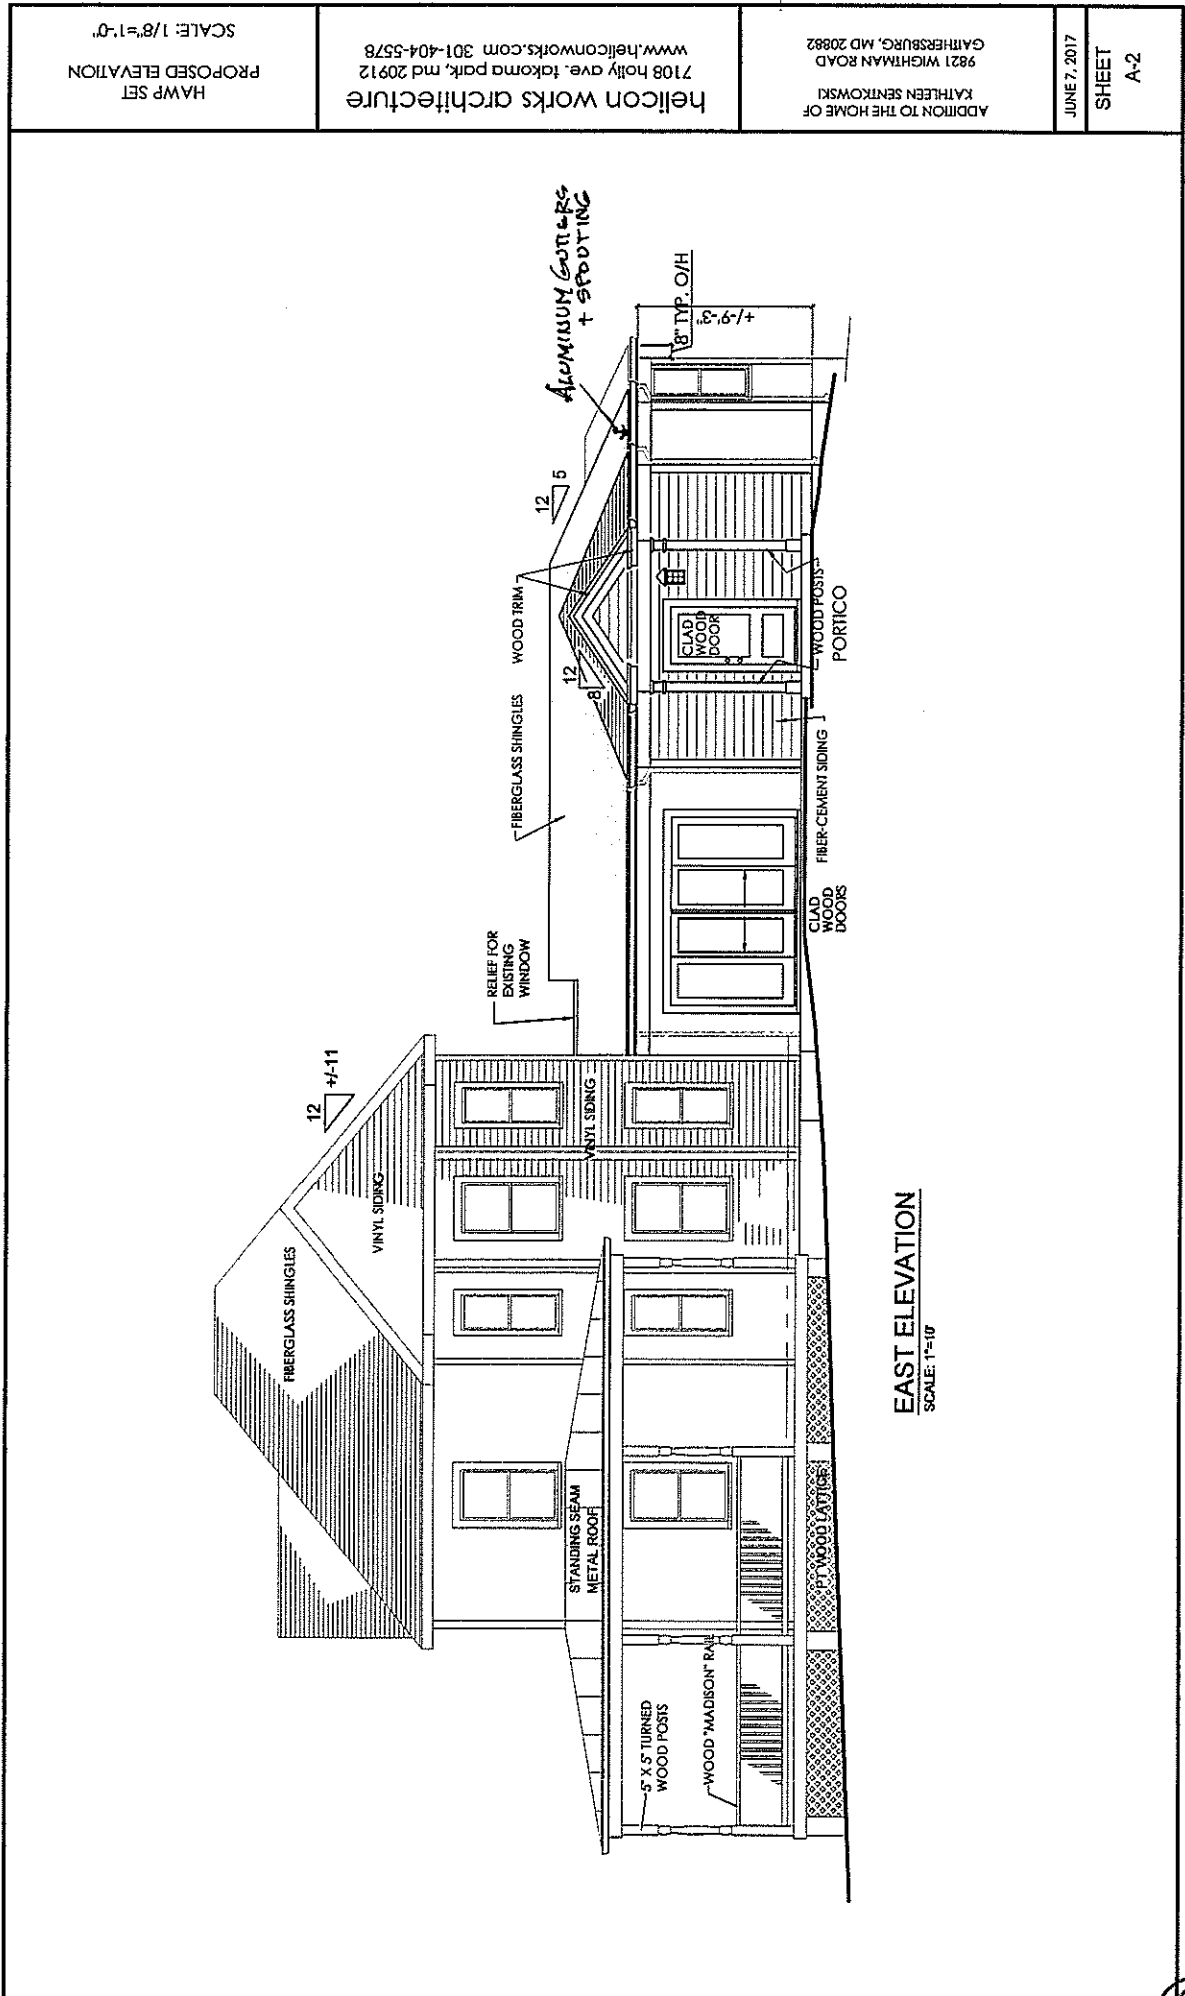 HAWP SET
PROPOSED ELEVATION
SCALE: 1/8"=1'-0"
helicon works architecture
7108 holly ave. takoma park, md 20912
www.heliconworks.com 301-404-5578
ADDITION TO THE HOME OF
KATHLEEN SENTKOWSKI
9821 WIGHTMAN ROAD
GAITHERSBURG, MD 20882
JUNE 7, 2017
SHEET
A-2
ALUMINUM GUTTERS
+ SPOUTING
8" TYP. O/H
+/-9'-3"
12
5
WOOD TRIM
12
8
FIBERGLASS SHINGLES
CLAD
WOOD
DOOR
WOOD POSTS
PORTICO
FIBER-CEMENT SIDING
CLAD
WOOD
DOORS
RELIEF FOR
EXISTING
WINDOW
12
+/-11
VINYL SIDING
VINYL SIDING
FIBERGLASS SHINGLES
STANDING SEAM
METAL ROOF
5" X 5" TURNED
WOOD POSTS
WOOD "MADISON" RAIL
PT WOOD LATTICE
EAST ELEVATION
SCALE: 1"=10'